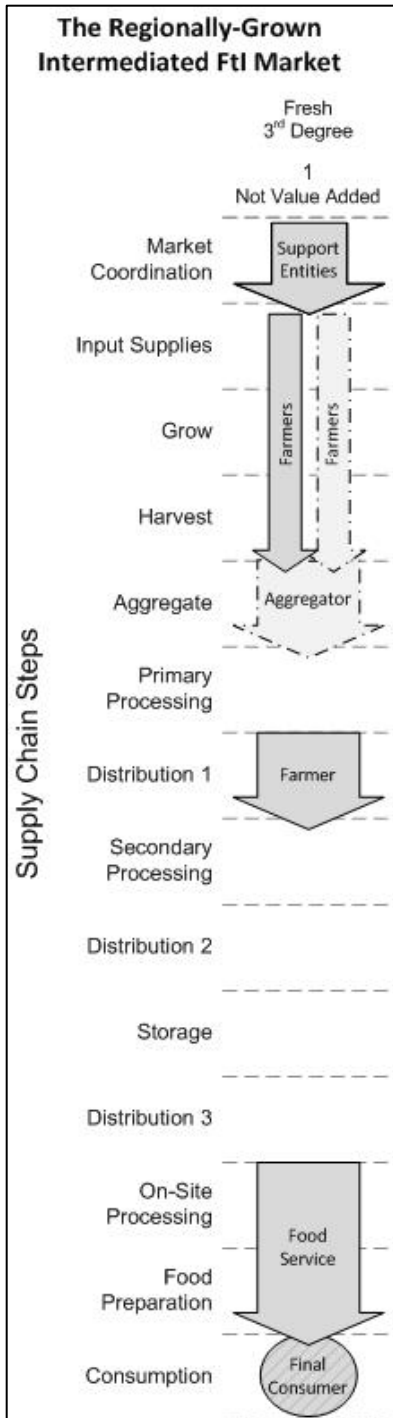 The Regionally-Grown
Intermediated FtI Market
Fresh
3rd Degree
1
Not Value Added
Supply Chain Steps
Market
Coordination
Support
Entities
Input Supplies
Grow
Farmers
Farmers
Harvest
Aggregate
Aggregator
Primary
Processing
Distribution 1
Farmer
Secondary
Processing
Distribution 2
Storage
Distribution 3
On-Site
Processing
Food
Service
Food
Preparation
Consumption
Final
Consumer